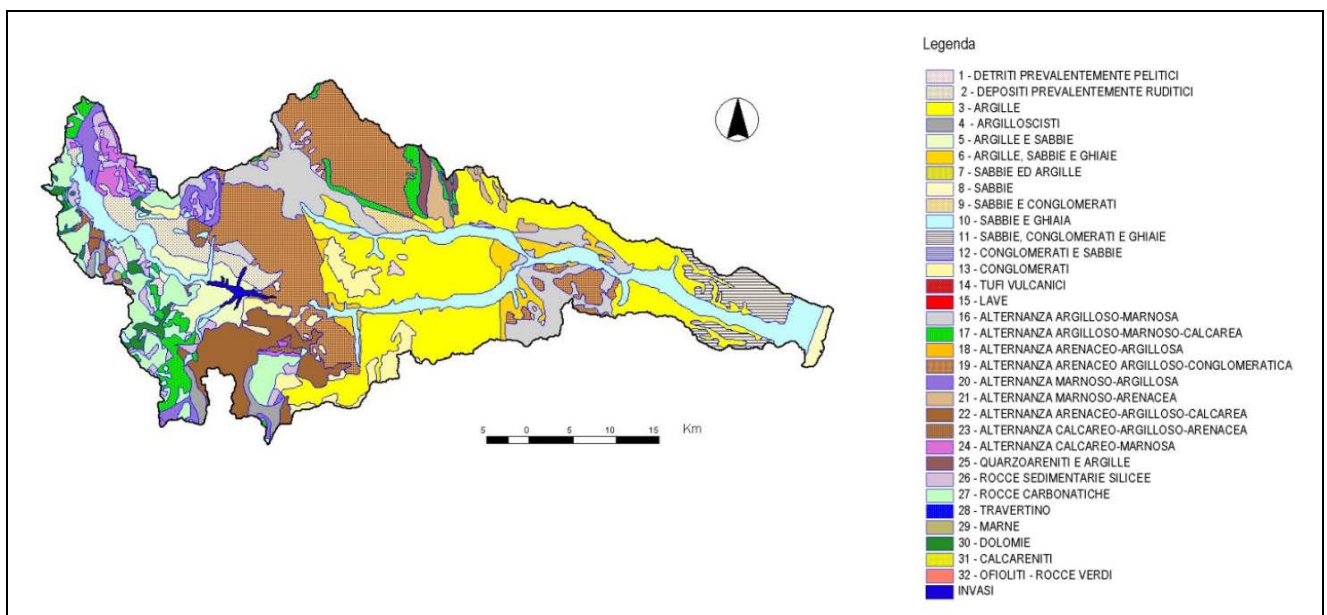 Legenda
1 - DETRITI PREVALENTEMENTE PELITICI
2 - DEPOSITI PREVALENTEMENTE RUDITICI
3 - ARGILLE
4 - ARGILLOSCISTI
5 - ARGILLE E SABBIE
6 - ARGILLE, SABBIE E GHIAIE
7 - SABBIE ED ARGILLE
8 - SABBIE
9 - SABBIE E CONGLOMERATI
10 - SABBIE E GHIAIA
11 - SABBIE, CONGLOMERATI E GHIAIE
12 - CONGLOMERATI E SABBIE
13 - CONGLOMERATI
14 - TUFI VULCANICI
15 - LAVE
16 - ALTERNANZA ARGILLOSO-MARNOSA
17 - ALTERNANZA ARGILLOSO-MARNOSO-CALCAREA
18 - ALTERNANZA ARENACEO-ARGILLOSA
19 - ALTERNANZA ARENACEO ARGILLOSO-CONGLOMERATICA
20 - ALTERNANZA MARNOSO-ARGILLOSA
21 - ALTERNANZA MARNOSO-ARENACEA
22 - ALTERNANZA ARENACEO-ARGILLOSO-CALCAREA
23 - ALTERNANZA CALCAREO-ARGILLOSO-ARENACEA
24 - ALTERNANZA CALCAREO-MARNOSA
25 - QUARZOARENITI E ARGILLE
26 - ROCCE SEDIMENTARIE SILICEE
27 - ROCCE CARBONATICHE
28 - TRAVERTINO
29 - MARNE
30 - DOLOMIE
31 - CALCARENITI
32 - OFIOLITI - ROCCE VERDI
INVASI
5 0 5 10 15 Km